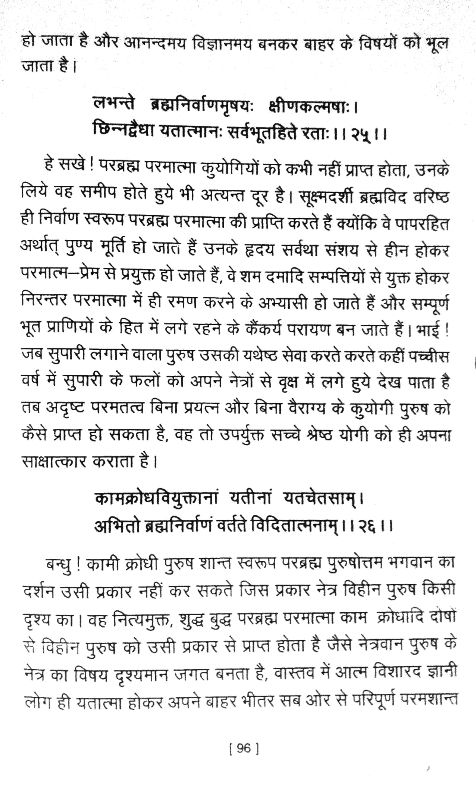 हो जाता है और आनन्दमय विज्ञानमय बनकर बाहर के विषयों को भूल
जाता है।
लभन्ते ब्रह्मनिर्वाणमृषयः क्षीणकल्मषाः।
छिन्नद्वैधा यतात्मानः सर्वभूतहिते रताः।। २५्।।
हे सखे ! परब्रह्म परमात्मा कुयोगियों को कभी नहीं प्राप्त होता, उनके
लिये वह समीप होते हुये भी अत्यन्त दूर है। सूक्ष्मदर्शी ब्रह्मविद वरिष्ठ
ही निर्वाण स्वरूप परब्रह्म परमात्मा की प्राप्ति करते हैं क्योंकि वे पापरहित
अर्थात् पुण्य मूर्ति हो जाते हैं उनके हृदय सर्वथा संशय से हीन होकर
परमात्म–प्रेम से प्रयुक्त हो जाते हैं, वे शम दमादि सम्पत्तियों से युक्त होकर
निरन्तर परमात्मा में ही रमण करने के अभ्यासी हो जाते हैं और सम्पूर्ण
भूत प्राणियों के हित में लगे रहने के कैंकर्य परायण बन जाते हैं। भाई !
जब सुपारी लगाने वाला पुरुष उसकी यथेष्ठ सेवा करते करते कहीं पच्चीस
वर्ष में सुपारी के फलों को अपने नेत्रों से वृक्ष में लगे हुये देख पाता है
तब अदृष्ट परमतत्व बिना प्रयत्न और बिना वैराग्य के कुयोगी पुरुष को
कैसे प्राप्त हो सकता है, वह तो उपर्युक्त सच्चे श्रेष्ठ योगी को ही अपना
साक्षात्कार कराता है।
कामक्रोधवियुक्तानां यतीनां यतचेतसाम्।
अभितो ब्रह्मनिर्वाणं वर्तते विदितात्मनाम्।। २६।।
बन्धु ! कामी क्रोधी पुरुष शान्त स्वरूप परब्रह्म पुरुषोत्तम भगवान का
दर्शन उसी प्रकार नहीं कर सकते जिस प्रकार नेत्र विहीन पुरुष किसी
दृश्य का। वह नित्यमुक्त, शुद्ध बुद्ध परब्रह्म परमात्मा काम क्रोधादि दोषों
से विहीन पुरुष को उसी प्रकार से प्राप्त होता है जैसे नेत्रवान पुरुष के
नेत्र का विषय दृश्यमान जगत बनता है, वास्तव में आत्म विशारद ज्ञानी
लोग ही यतात्मा होकर अपने बाहर भीतर सब ओर से परिपूर्ण परमशान्त
[ 96 ]